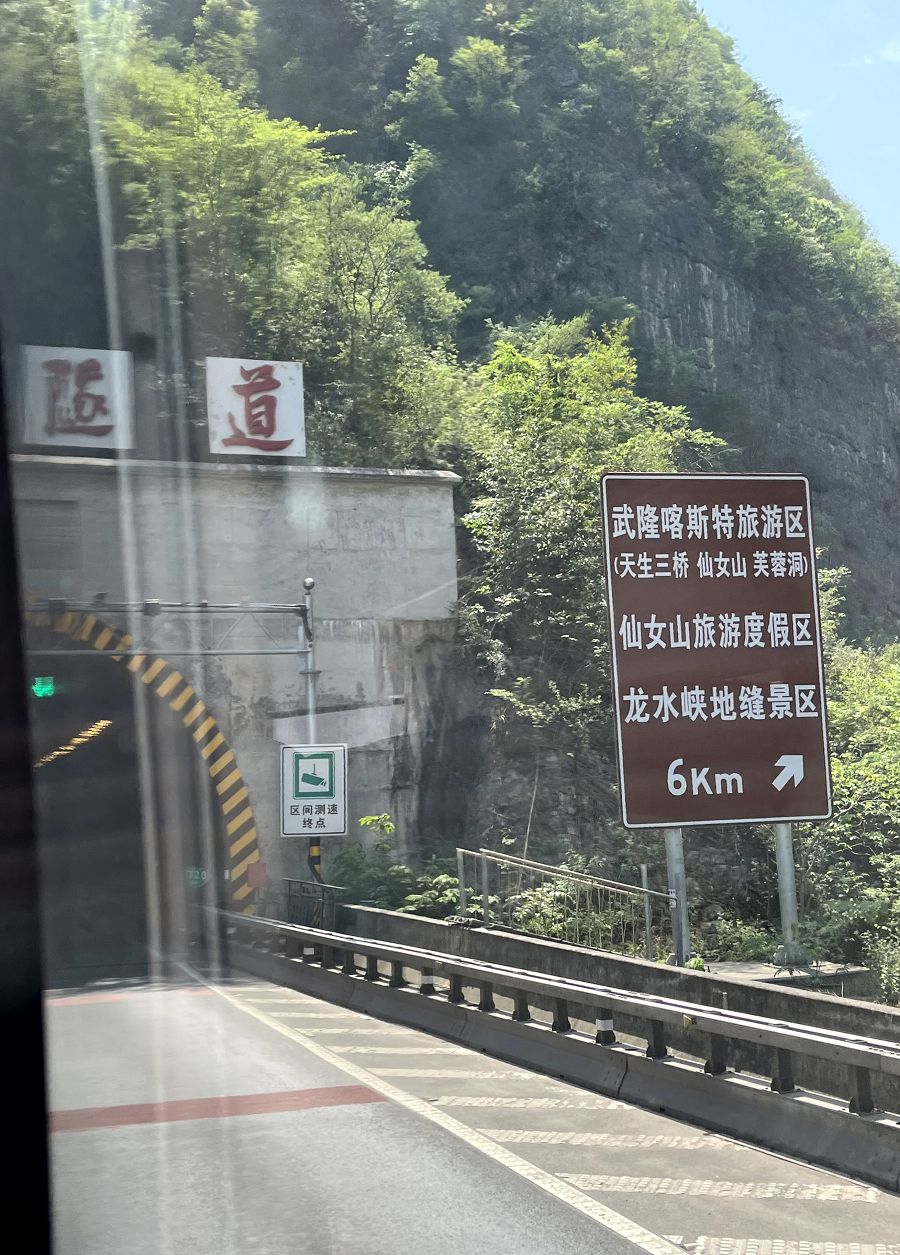 隧道
武隆喀斯特旅游区
(天生三桥 仙女山 芙蓉洞)
仙女山旅游度假区
龙水峡地缝景区
6Km
区间测速
终点